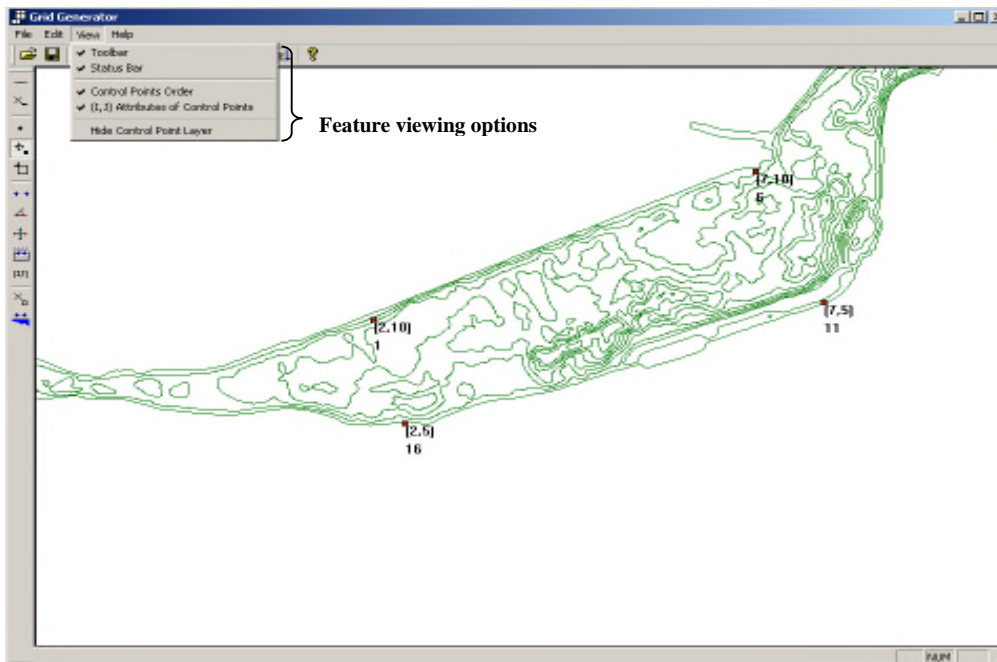 Grid Generator
File Edit View Help
Toolbar
Status Bar
Control Points Order
(I,J) Attributes of Control Points
Hide Control Point Layer
Feature viewing options
[7,10]
6
[7,5]
11
[2,10]
1
[2,5]
16
NUM